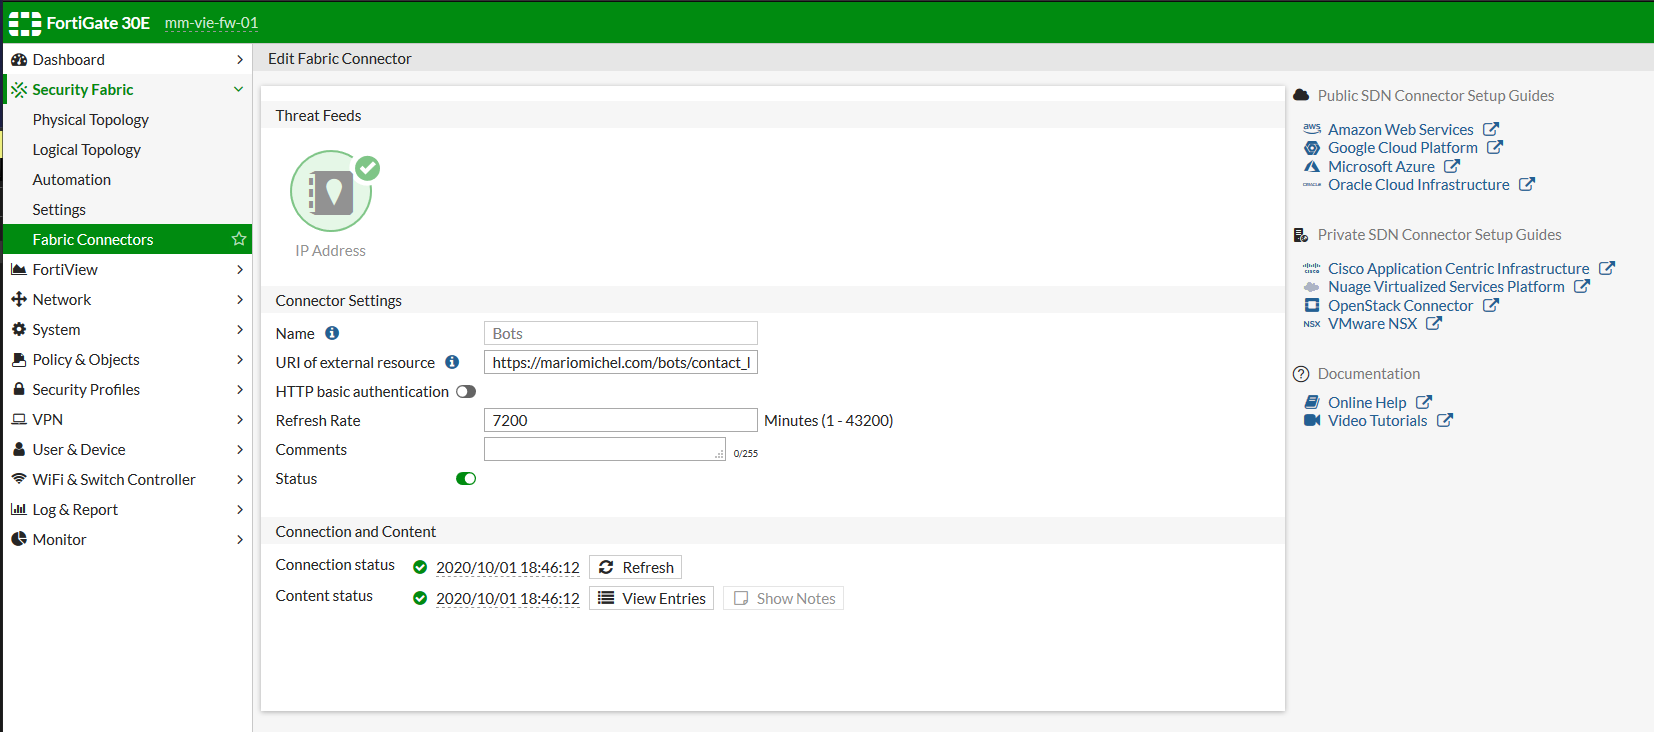 FortiGate 30E mm-vie-fw-01
Dashboard
Security Fabric
Physical Topology
Logical Topology
Automation
Settings
Fabric Connectors
FortiView
Network
System
Policy & Objects
Security Profiles
VPN
User & Device
WiFi & Switch Controller
Log & Report
Monitor
Edit Fabric Connector
Threat Feeds
IP Address
Connector Settings
Name Bots
URI of external resource https://mariomichel.com/bots/contact_l
HTTP basic authentication
Refresh Rate 7200 Minutes (1 - 43200)
Comments 0/255
Status
Connection and Content
Connection status 2020/10/01 18:46:12 Refresh
Content status 2020/10/01 18:46:12 View Entries Show Notes
Public SDN Connector Setup Guides
aws Amazon Web Services
Google Cloud Platform
Microsoft Azure
ORACLE Oracle Cloud Infrastructure
Private SDN Connector Setup Guides
cisco Cisco Application Centric Infrastructure
Nuage Virtualized Services Platform
OpenStack Connector
NSX VMware NSX
Documentation
Online Help
Video Tutorials